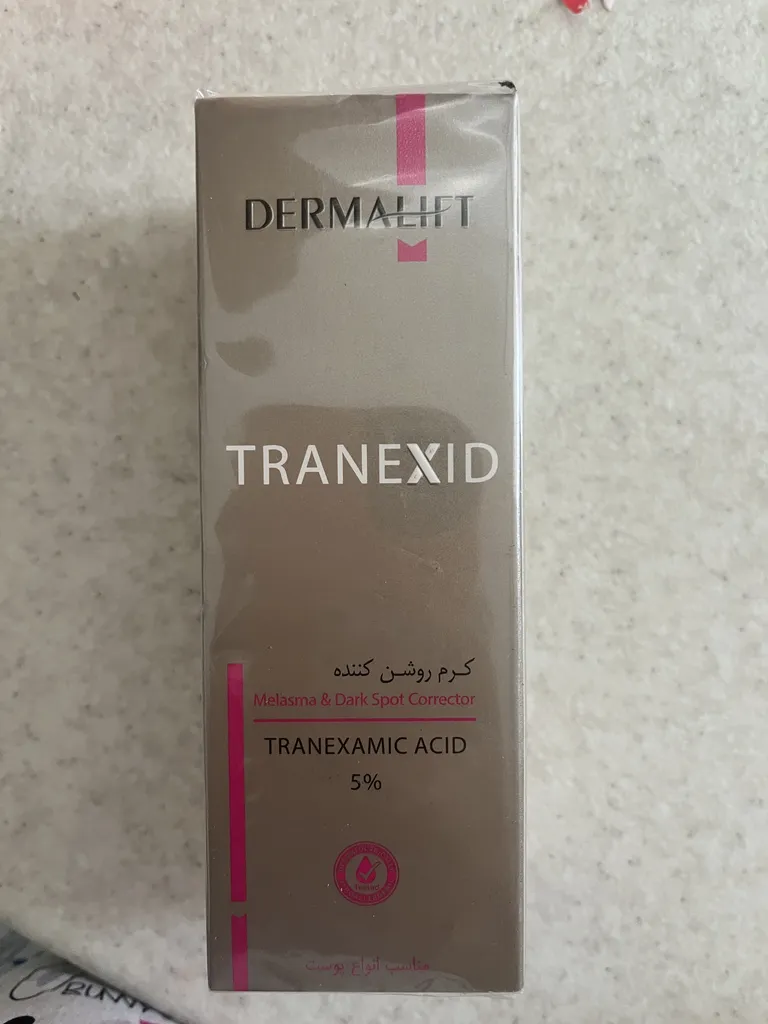 DERMALIFT
TRANEXID
کرم روشن کننده
Melasma & Dark Spot Corrector
TRANEXAMIC ACID
5%
مناسب انواع پوست